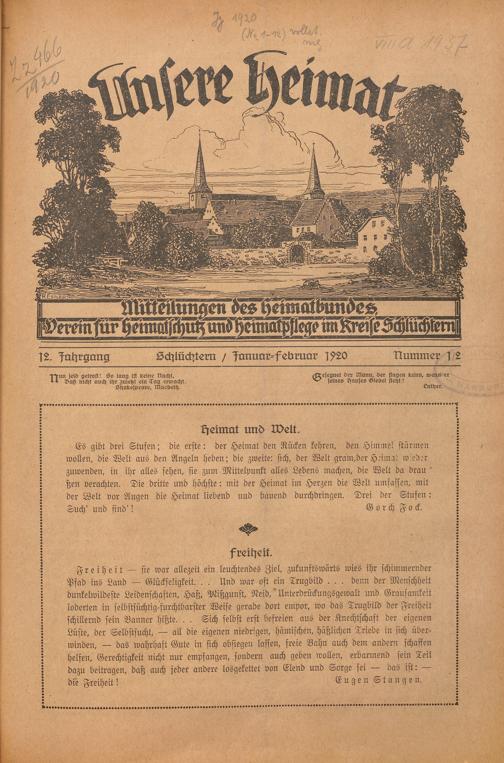 Jg 1920
(Nr. 1-12) vollst.
Zz 466
1920
VIII a 1937
Unsere Heimat
Mitteilungen des Heimatbundes,
Verein für Heimatschutz und Heimatpflege im Kreise Schlüchtern
12. Jahrgang Schlüchtern / Januar-Februar 1920 Nummer 1/2
Nun seid getrost! So lang ist keine Nacht,
Daß nicht auch ihr zuletzt ein Tag erwacht.
Shakespeare, Macbeth.
Gesegnet der Mann, der singen kann, wenn er
seines Hauses Giebel sieht!
Luther.
Heimat und Welt.
Es gibt drei Stufen; die erste: der Heimat den Rücken kehren, den Himmel stürmen
wollen, die Welt aus den Angeln heben; die zweite: sich, der Welt gram, der Heimat wieder
zuwenden, in ihr alles sehen, sie zum Mittelpunkt alles Lebens machen, die Welt da drau
ßen verachten. Die dritte und höchste: mit der Heimat im Herzen die Welt umfassen, mit
der Welt vor Augen die Heimat liebend und bauend durchdringen. Drei der Stufen:
Such' und find'!
Gorch Fock.
Freiheit.
Freiheit — sie war allezeit ein leuchtendes Ziel, zukunftswärts wies ihr schimmernder
Pfad ins Land — Glückseligkeit. . . Und war oft ein Trugbild . . . denn der Menschheit
dunkelwildeste Leidenschaften, Haß, Mißgunst, Neid, Unterdrückungsgewalt und Grausamkeit
loderten in selbstsüchtig-furchtbarster Weise gerade dort empor, wo das Trugbild der Freiheit
schillernd sein Banner hißte. . . Sich selbst erst befreien aus der Knechtschaft der eigenen
Lüste, der Selbstsucht, — all die eigenen niedrigen, hämischen, häßlichen Triebe in sich über-
winden, — das wahrhaft Gute in sich obsiegen lassen, freie Bahn auch dem andern schaffen
helfen, Gerechtigkeit nicht nur empfangen, sondern auch geben wollen, erbarmend sein Teil
dazu beitragen, daß auch jeder andere losgekettet von Elend und Sorge sei — das ist: —
die Freiheit!
Eugen Stangen.